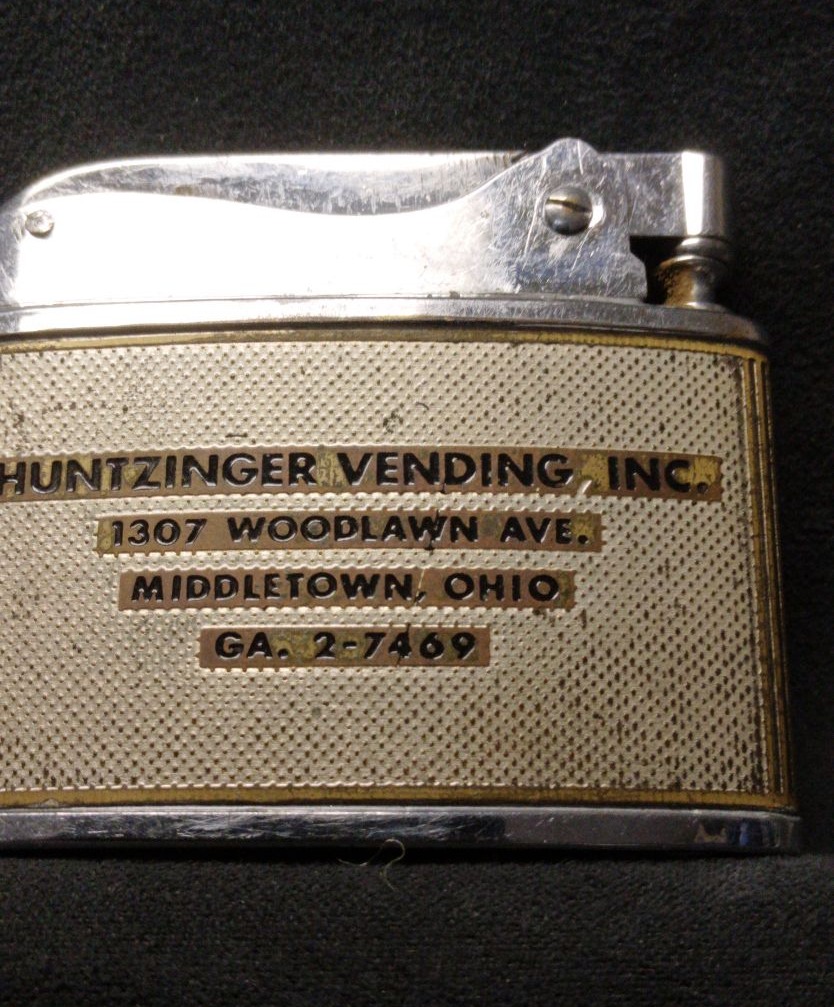 HUNTZINGER VENDING, INC.
1307 WOODLAWN AVE.
MIDDLETOWN, OHIO
GA. 2-7469